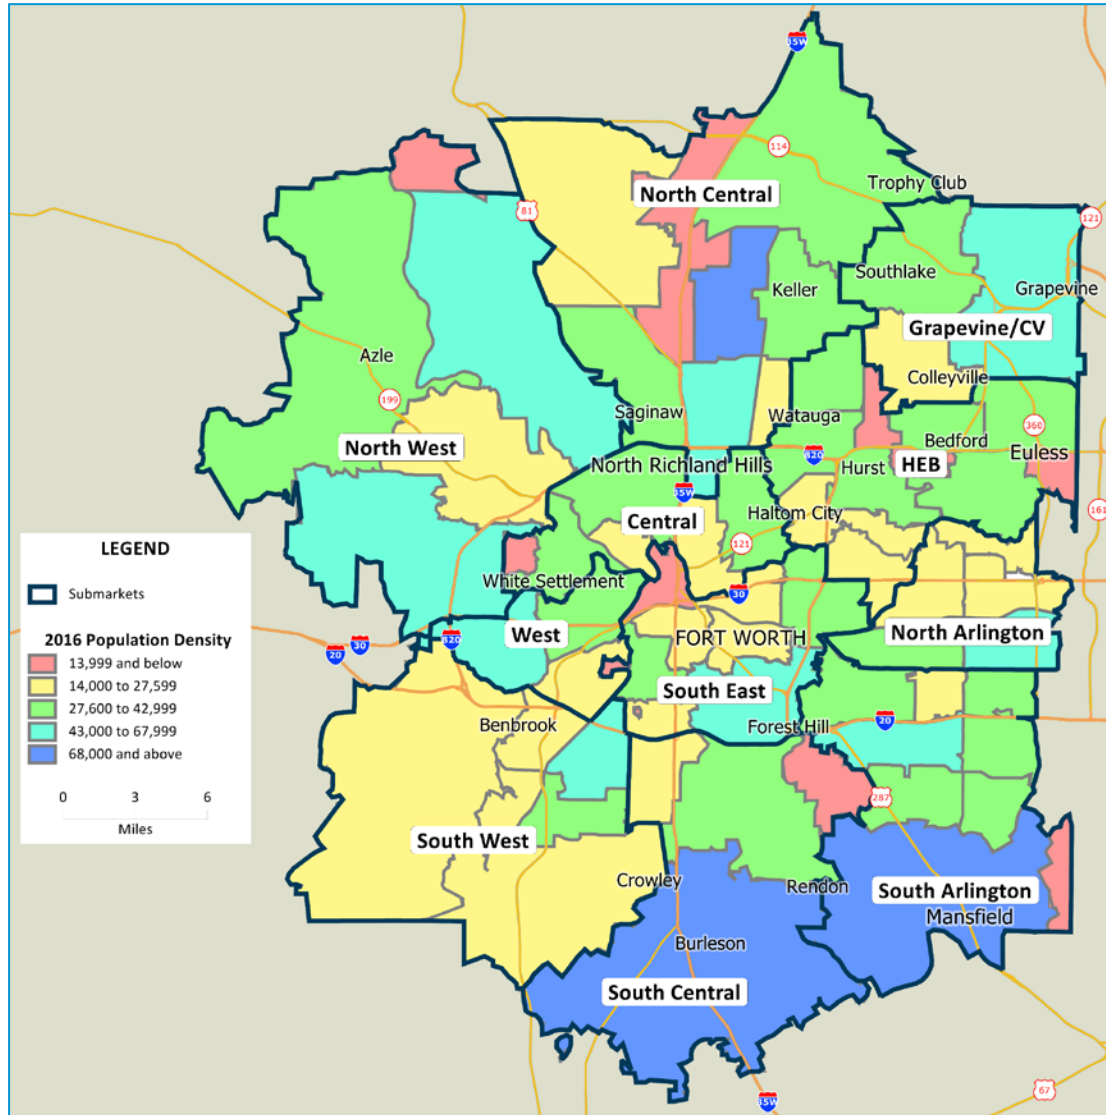 35W
114
North Central
Trophy Club
81
121
Southlake
Keller
Grapevine
Grapevine/CV
Azle
Colleyville
199
Saginaw
Watauga
360
Bedford
North West
820
Euless
North Richland Hills
Hurst
HEB
35W
Haltom City
161
Central
121
LEGEND
Submarkets
2016 Population Density
13,999 and below
14,000 to 27,599
27,600 to 42,999
43,000 to 67,999
68,000 and above
0 3 6
Miles
White Settlement
30
West
FORT WORTH
North Arlington
820
30
20
South East
Benbrook
Forest Hill
20
287
South West
Crowley
Rendon
South Arlington
Mansfield
Burleson
South Central
67
35W